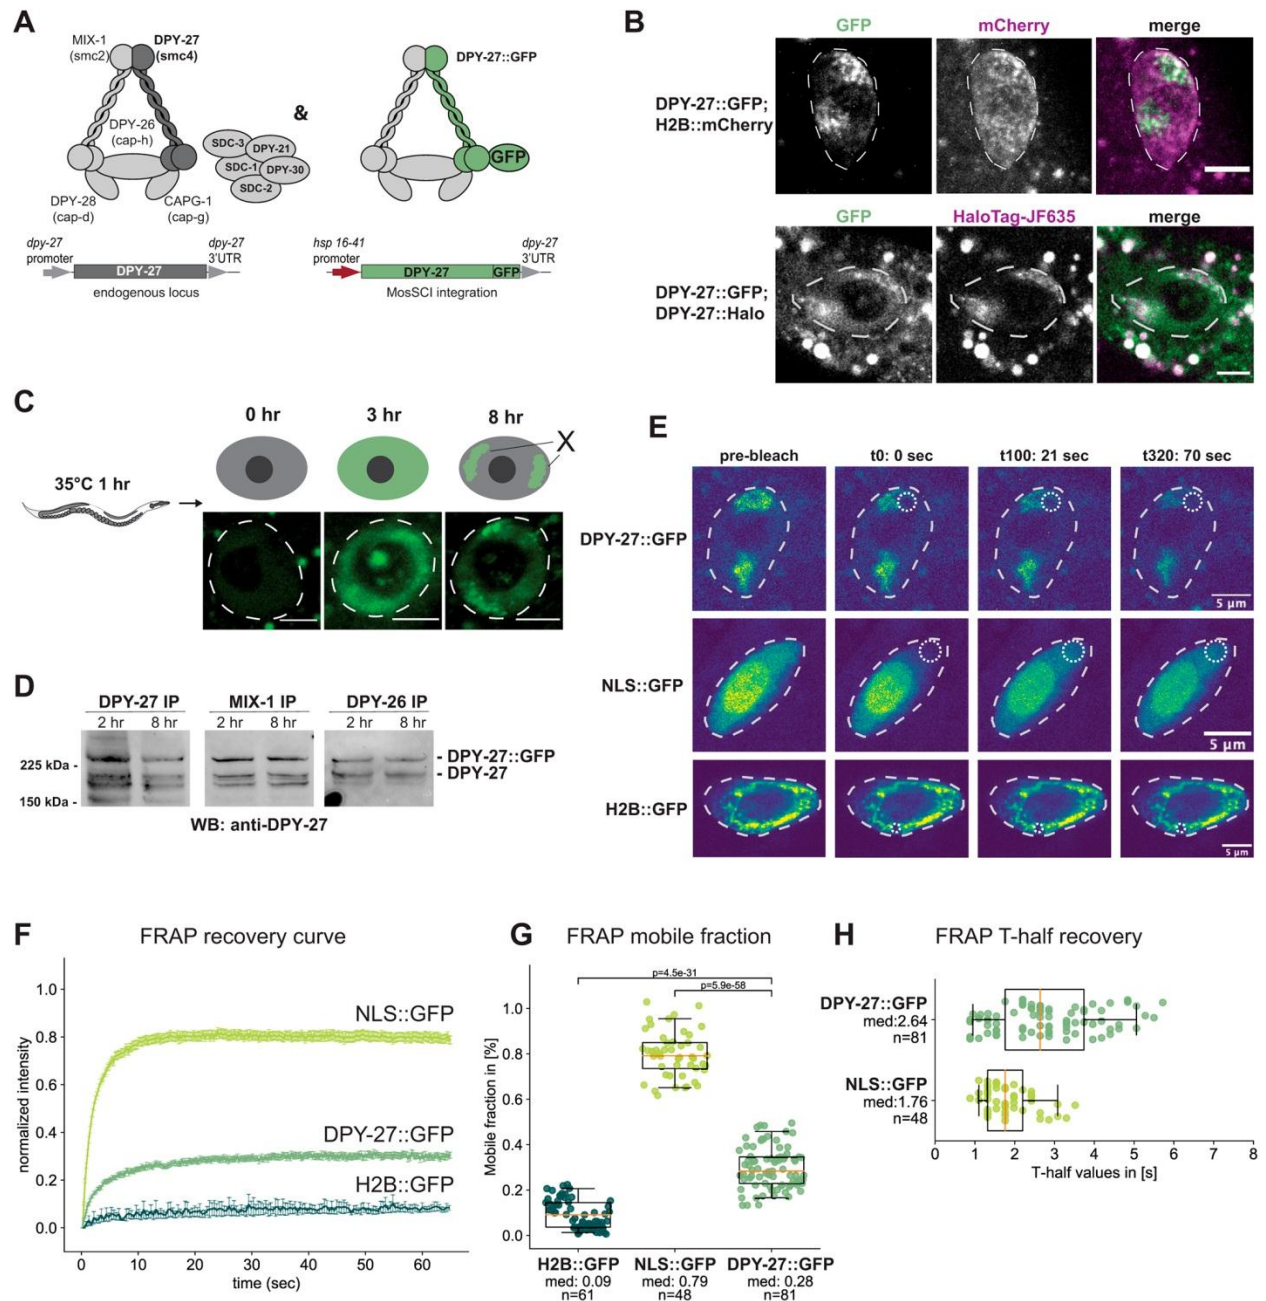 A
MIX-1
(smc2)
DPY-27
(smc4)
DPY-26
(cap-h)
DPY-28
(cap-d)
CAPG-1
(cap-g)
&
SDC-3
DPY-21
SDC-1
DPY-30
SDC-2
DPY-27::GFP
GFP
dpy-27
promoter
DPY-27
dpy-27
3'UTR
endogenous locus
hsp 16-41
promoter
DPY-27
GFP
dpy-27
3'UTR
MosSCI integration
B
GFP
mCherry
merge
DPY-27::GFP;
H2B::mCherry
GFP
HaloTag-JF635
merge
DPY-27::GFP;
DPY-27::Halo
C
0 hr
3 hr
8 hr
X
35°C 1 hr
D
DPY-27 IP
MIX-1 IP
DPY-26 IP
2 hr
8 hr
2 hr
8 hr
2 hr
8 hr
225 kDa -
150 kDa -
- DPY-27::GFP
- DPY-27
WB: anti-DPY-27
E
pre-bleach
t0: 0 sec
t100: 21 sec
t320: 70 sec
DPY-27::GFP
5 µm
NLS::GFP
5 µm
H2B::GFP
5 µm
F
FRAP recovery curve
normalized intensity
1.0
0.8
0.6
0.4
0.2
0.0
NLS::GFP
DPY-27::GFP
H2B::GFP
0
10
20
30
40
50
60
time (sec)
G
FRAP mobile fraction
p=4.5e-31
p=5.9e-58
Mobile fraction in [%]
1.0
0.8
0.6
0.4
0.2
0.0
H2B::GFP
med: 0.09
n=61
NLS::GFP
med: 0.79
n=48
DPY-27::GFP
med: 0.28
n=81
H
FRAP T-half recovery
DPY-27::GFP
med:2.64
n=81
NLS::GFP
med:1.76
n=48
0
1
2
3
4
5
6
7
8
T-half values in [s]